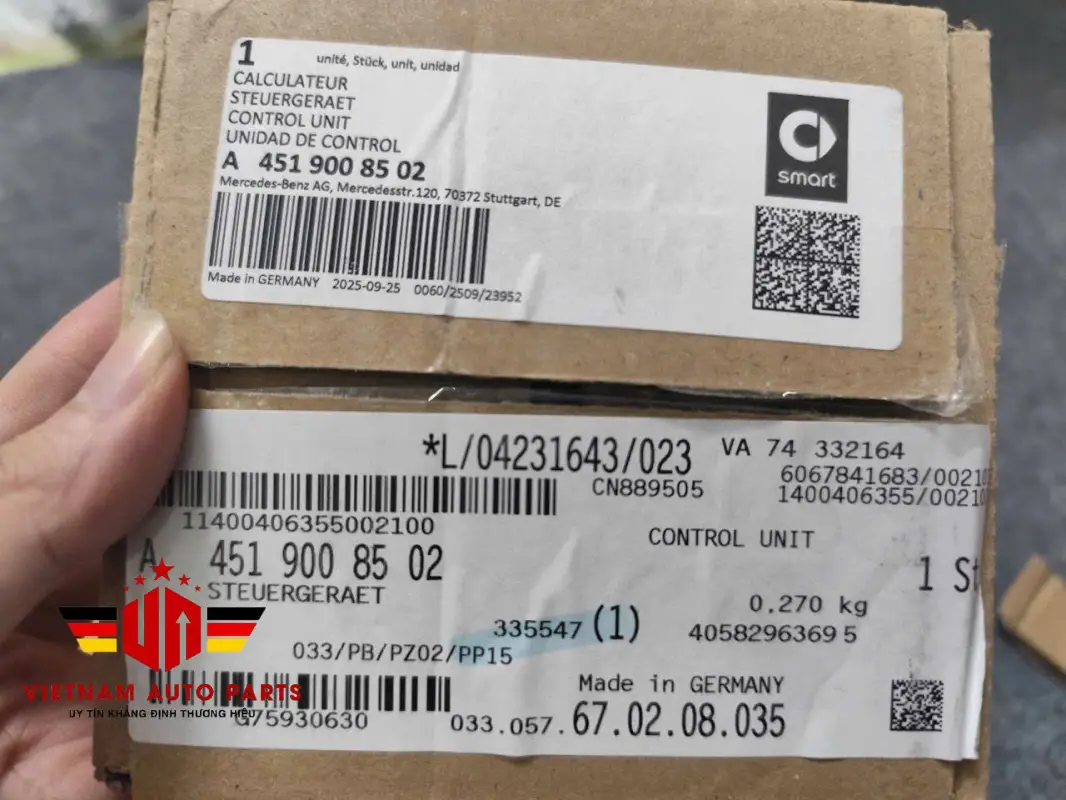 1 unité, Stück, unit, unidad
CALCULATEUR
STEUERGERAET
CONTROL UNIT
UNIDAD DE CONTROL
A 451 900 85 02
Mercedes-Benz AG, Mercedesstr.120, 70372 Stuttgart, DE
Made in GERMANY 2025-09-25 0060/2509/23952
smart
*L/04231643/023 VA 74 332164
CN889505 6067841683/00210
1400406355/00210
11400406355002100
CONTROL UNIT
A 451 900 85 02 1 St
STEUERGERAET
0,270 kg
335547 (1) 4058296369 5
033/PB/PZ02/PP15
Made in GERMANY
75930630 033.057. 67.02.08.035
VIETNAM AUTO PARTS
UY TÍN KHẲNG ĐỊNH THƯƠNG HIỆU